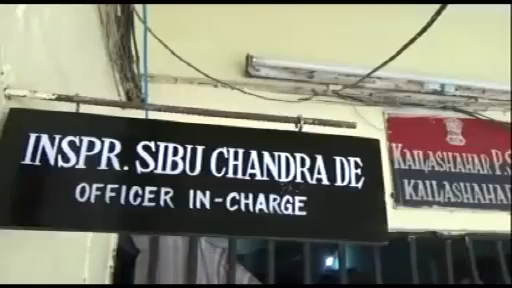 INSPR. SIBU CHANDRA DE
OFFICER IN-CHARGE
KAILASHAHAR P.S
KAILASHAHAR